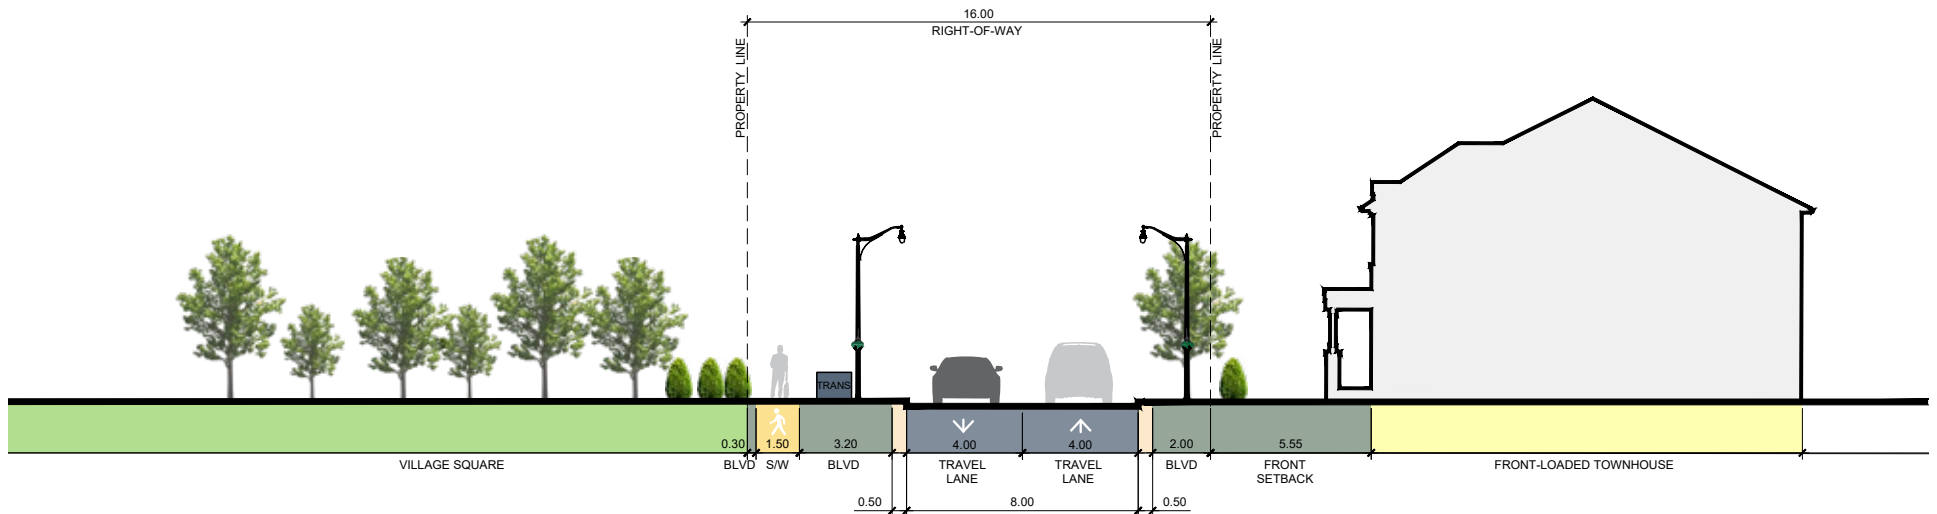 16.00
RIGHT-OF-WAY
PROPERTY LINE
PROPERTY LINE
TRANS
0.30
1.50
3.20
4.00
4.00
2.00
5.55
VILLAGE SQUARE
BLVD
S/W
BLVD
TRAVEL
LANE
TRAVEL
LANE
BLVD
FRONT
SETBACK
FRONT-LOADED TOWNHOUSE
0.50
8.00
0.50